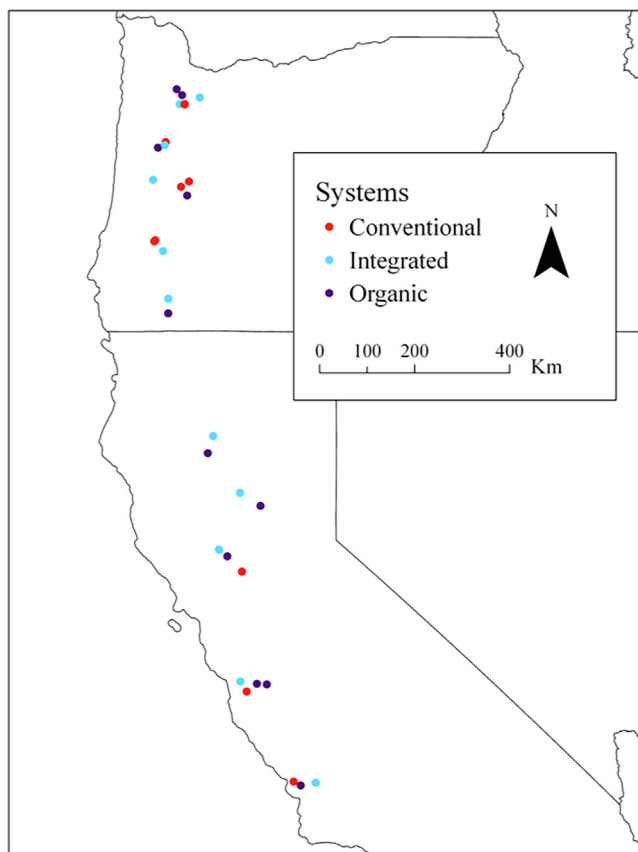 Systems
Conventional
Integrated
Organic
N
0 100 200 400
Km